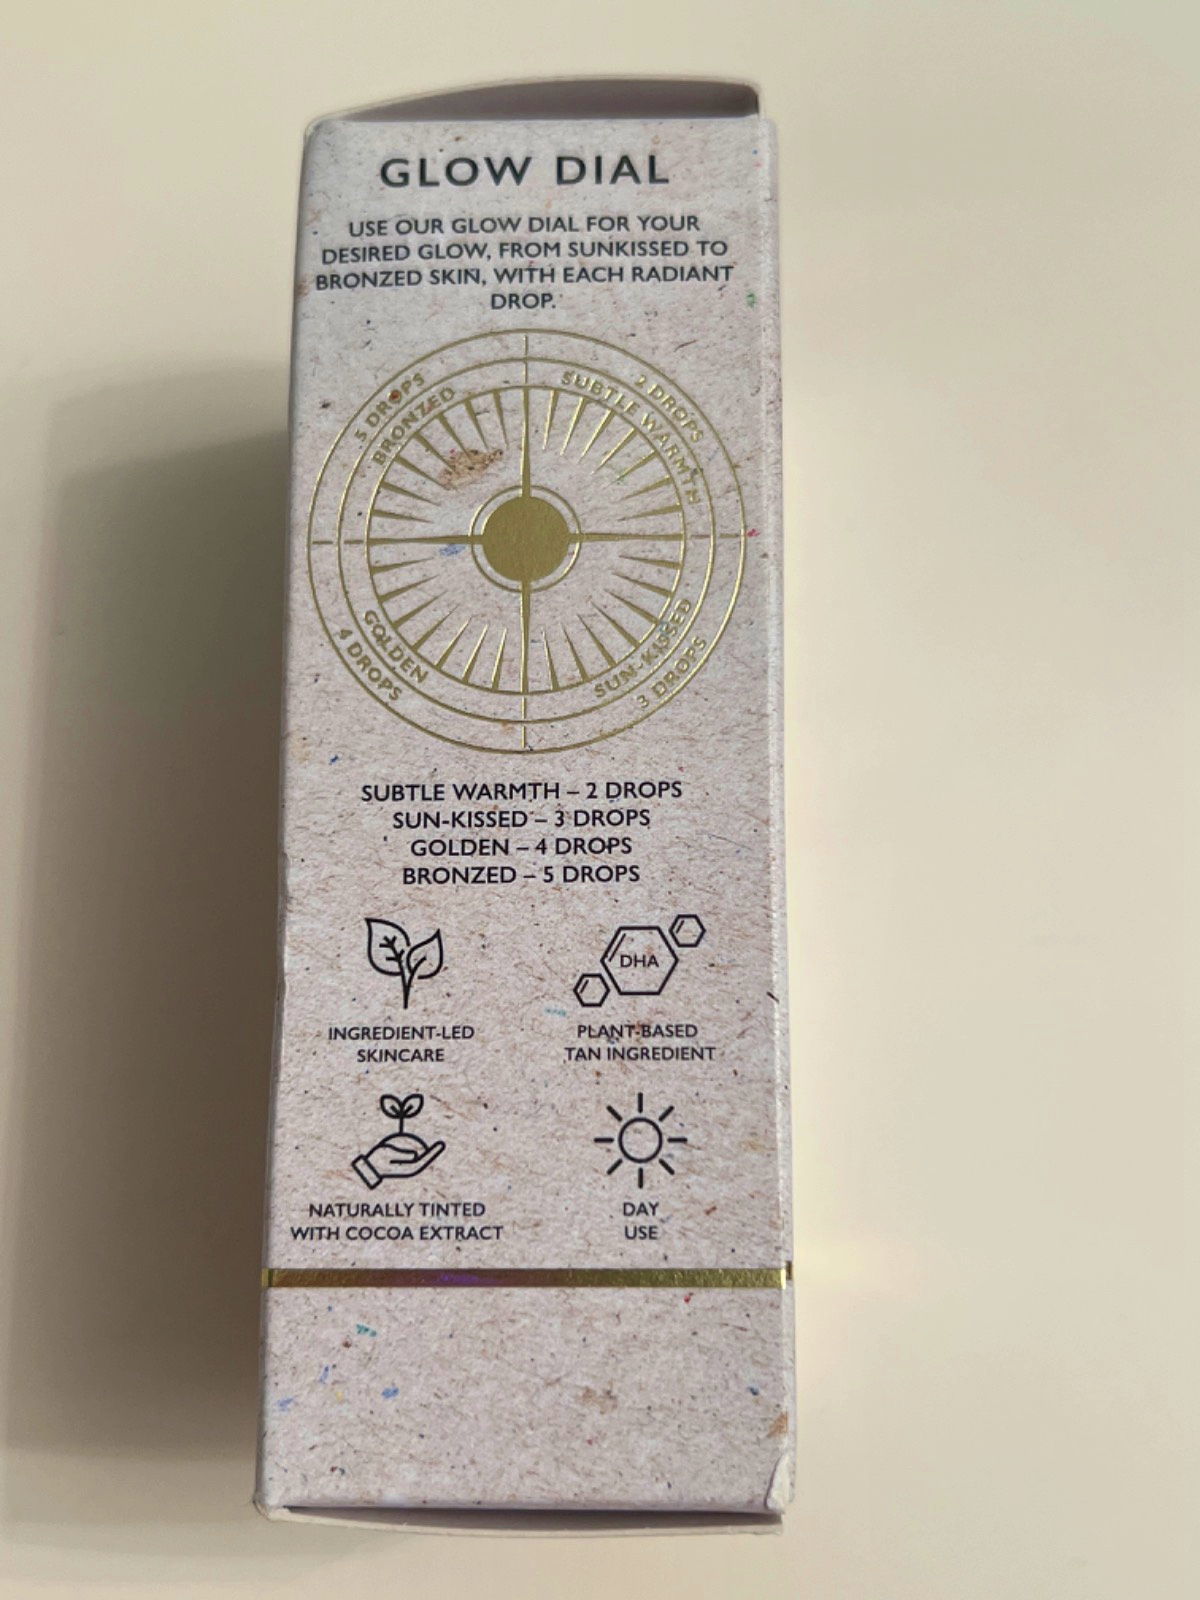 GLOW DIAL
USE OUR GLOW DIAL FOR YOUR
DESIRED GLOW, FROM SUNKISSED TO
BRONZED SKIN, WITH EACH RADIANT
DROP.
5 DROPS
BRONZED
2 DROPS
SUBTLE WARMTH
4 DROPS
GOLDEN
SUN-KISSED
3 DROPS
SUBTLE WARMTH – 2 DROPS
SUN-KISSED – 3 DROPS
GOLDEN – 4 DROPS
BRONZED – 5 DROPS
DHA
INGREDIENT-LED
SKINCARE
PLANT-BASED
TAN INGREDIENT
NATURALLY TINTED
WITH COCOA EXTRACT
DAY
USE